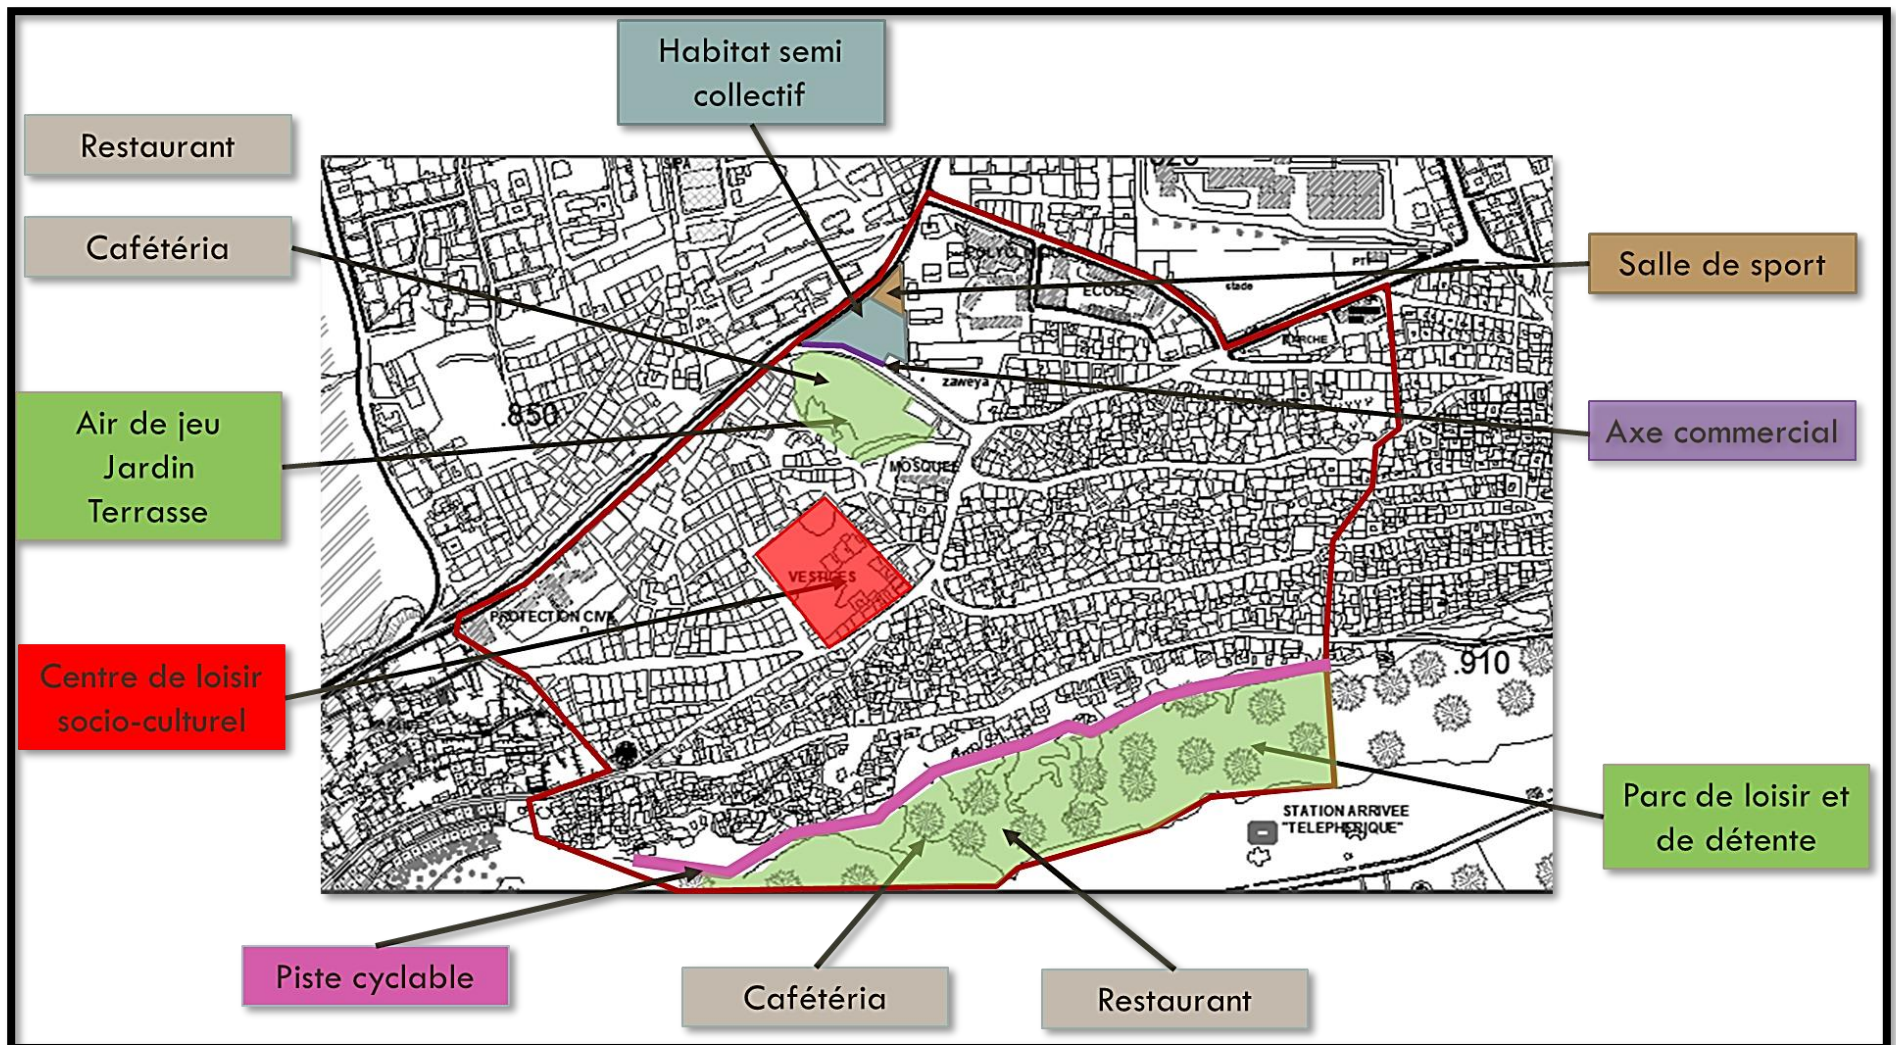 Habitat semi
collectif
Restaurant
Cafétéria
Salle de sport
Air de jeu
Jardin
Terrasse
Axe commercial
Centre de loisir
socio-culturel
Parc de loisir et
de détente
Piste cyclable
Cafétéria
Restaurant
ECOLE
stade
PTT
zaweya
.850
MOSQUEE
VESTIGES
PROTECTION CIVIL
.910
STATION ARRIVEE
"TELEPHERIQUE"